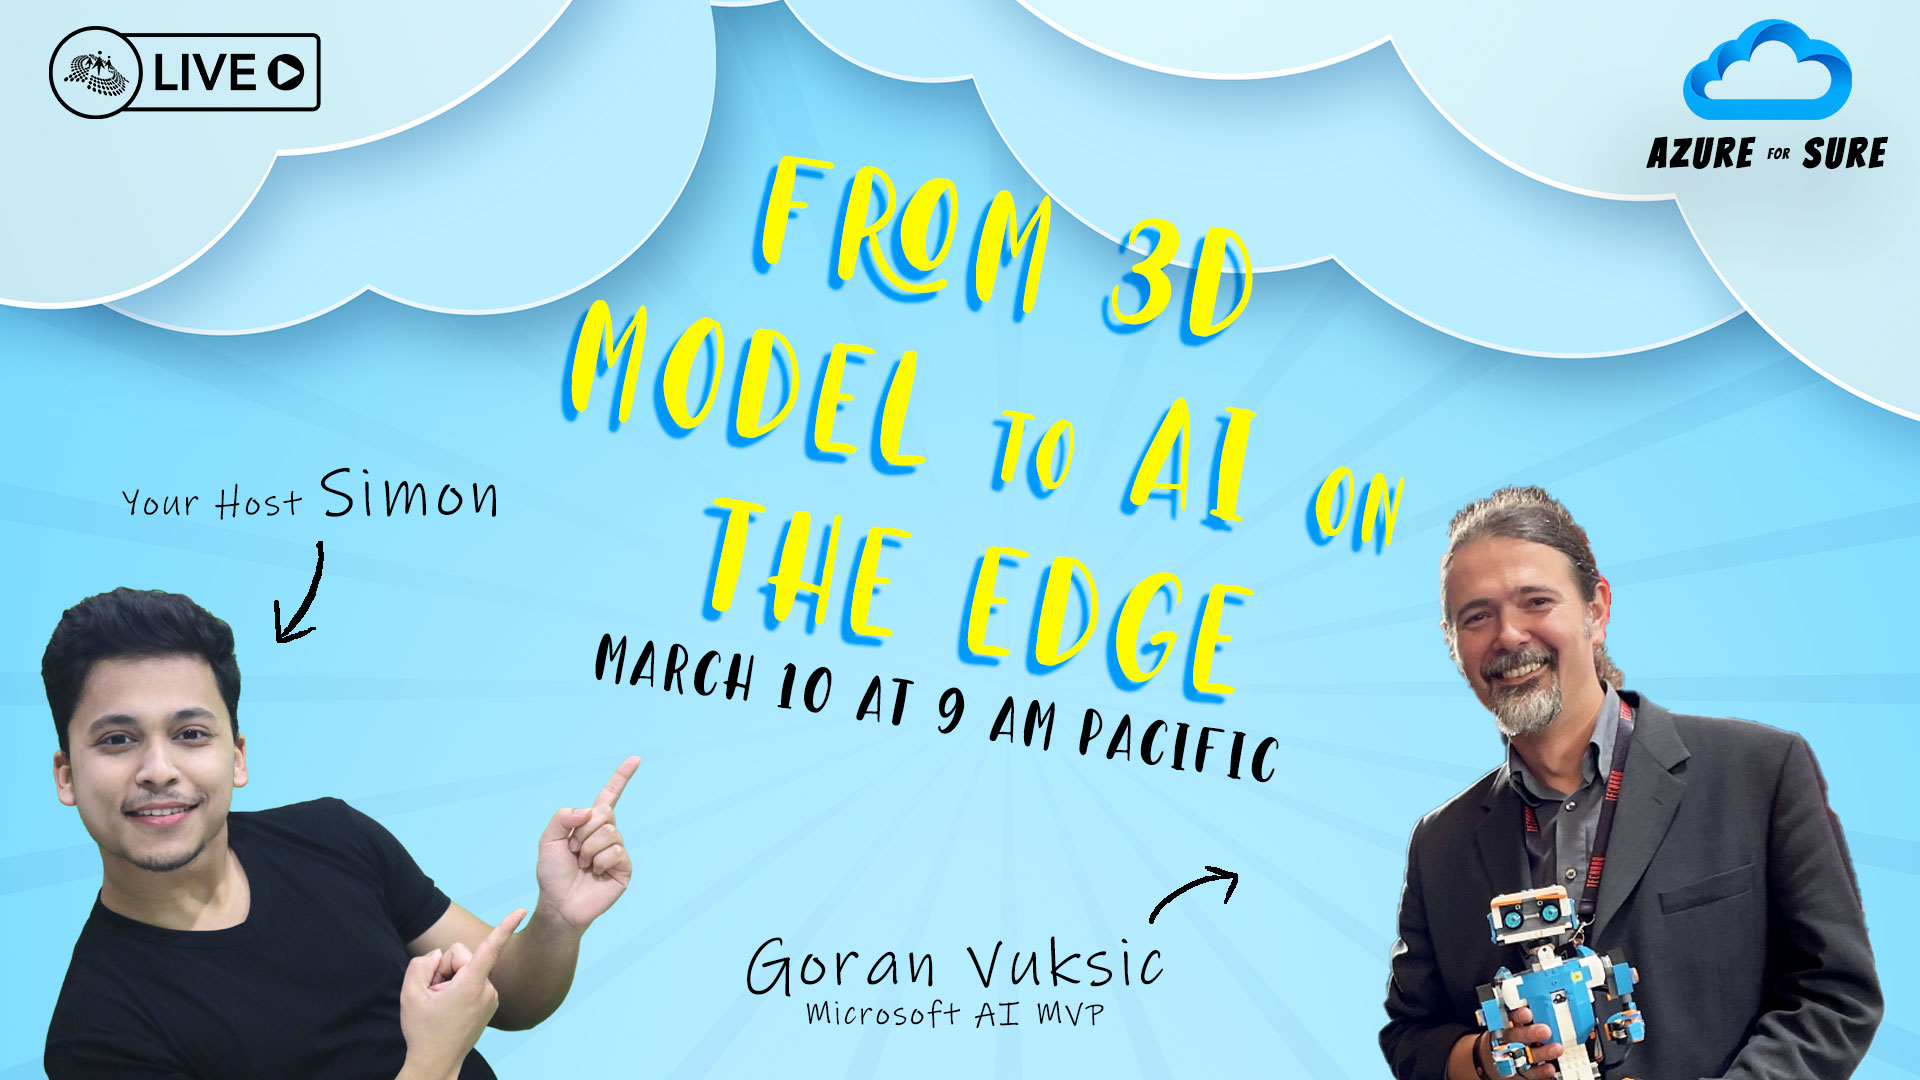 LIVE
AZURE FOR SURE
FROM 3D
MODEL TO AI ON
THE EDGE
MARCH 10 AT 9 AM PACIFIC
Your Host Simon
Goran Vuksic
Microsoft AI MVP